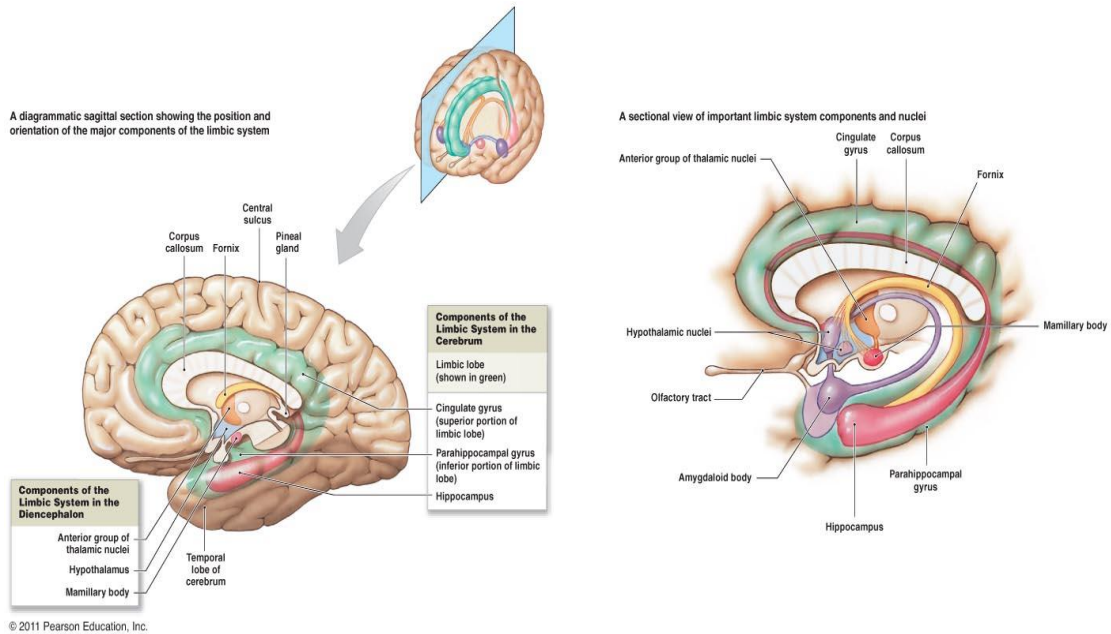 A diagrammatic sagittal section showing the position and
orientation of the major components of the limbic system
Central
sulcus
Corpus
callosum
Fornix
Pineal
gland
Components of the
Limbic System in the
Cerebrum
Limbic lobe
(shown in green)
Cingulate gyrus
(superior portion of
limbic lobe)
Parahippocampal gyrus
(inferior portion of limbic
lobe)
Hippocampus
Components of the
Limbic System in the
Diencephalon
Anterior group of
thalamic nuclei
Hypothalamus
Mamillary body
Temporal
lobe of
cerebrum
© 2011 Pearson Education, Inc.
A sectional view of important limbic system components and nuclei
Cingulate
gyrus
Corpus
callosum
Anterior group of thalamic nuclei
Fornix
Hypothalamic nuclei
Mamillary body
Olfactory tract
Amygdaloid body
Parahippocampal
gyrus
Hippocampus